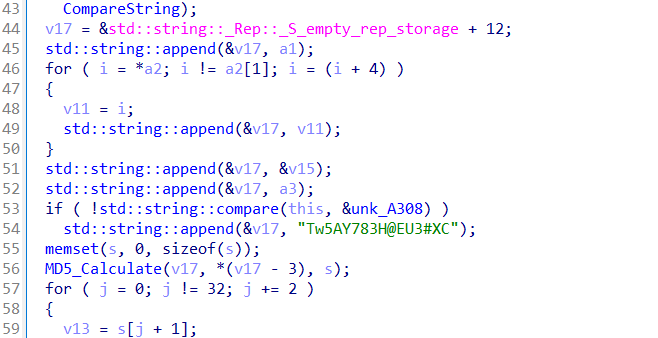 43 CompareString);
44 v17 = &std::string::_Rep::_S_empty_rep_storage + 12;
45 std::string::append(&v17, a1);
46 for ( i = *a2; i != a2[1]; i = (i + 4) )
47 {
48 v11 = i;
49 std::string::append(&v17, v11);
50 }
51 std::string::append(&v17, &v15);
52 std::string::append(&v17, a3);
53 if ( !std::string::compare(this, &unk_A308) )
54 std::string::append(&v17, "Tw5AY783H@EU3#XC");
55 memset(s, 0, sizeof(s));
56 MD5_Calculate(v17, *(v17 - 3), s);
57 for ( j = 0; j != 32; j += 2 )
58 {
59 v13 = s[j + 1];